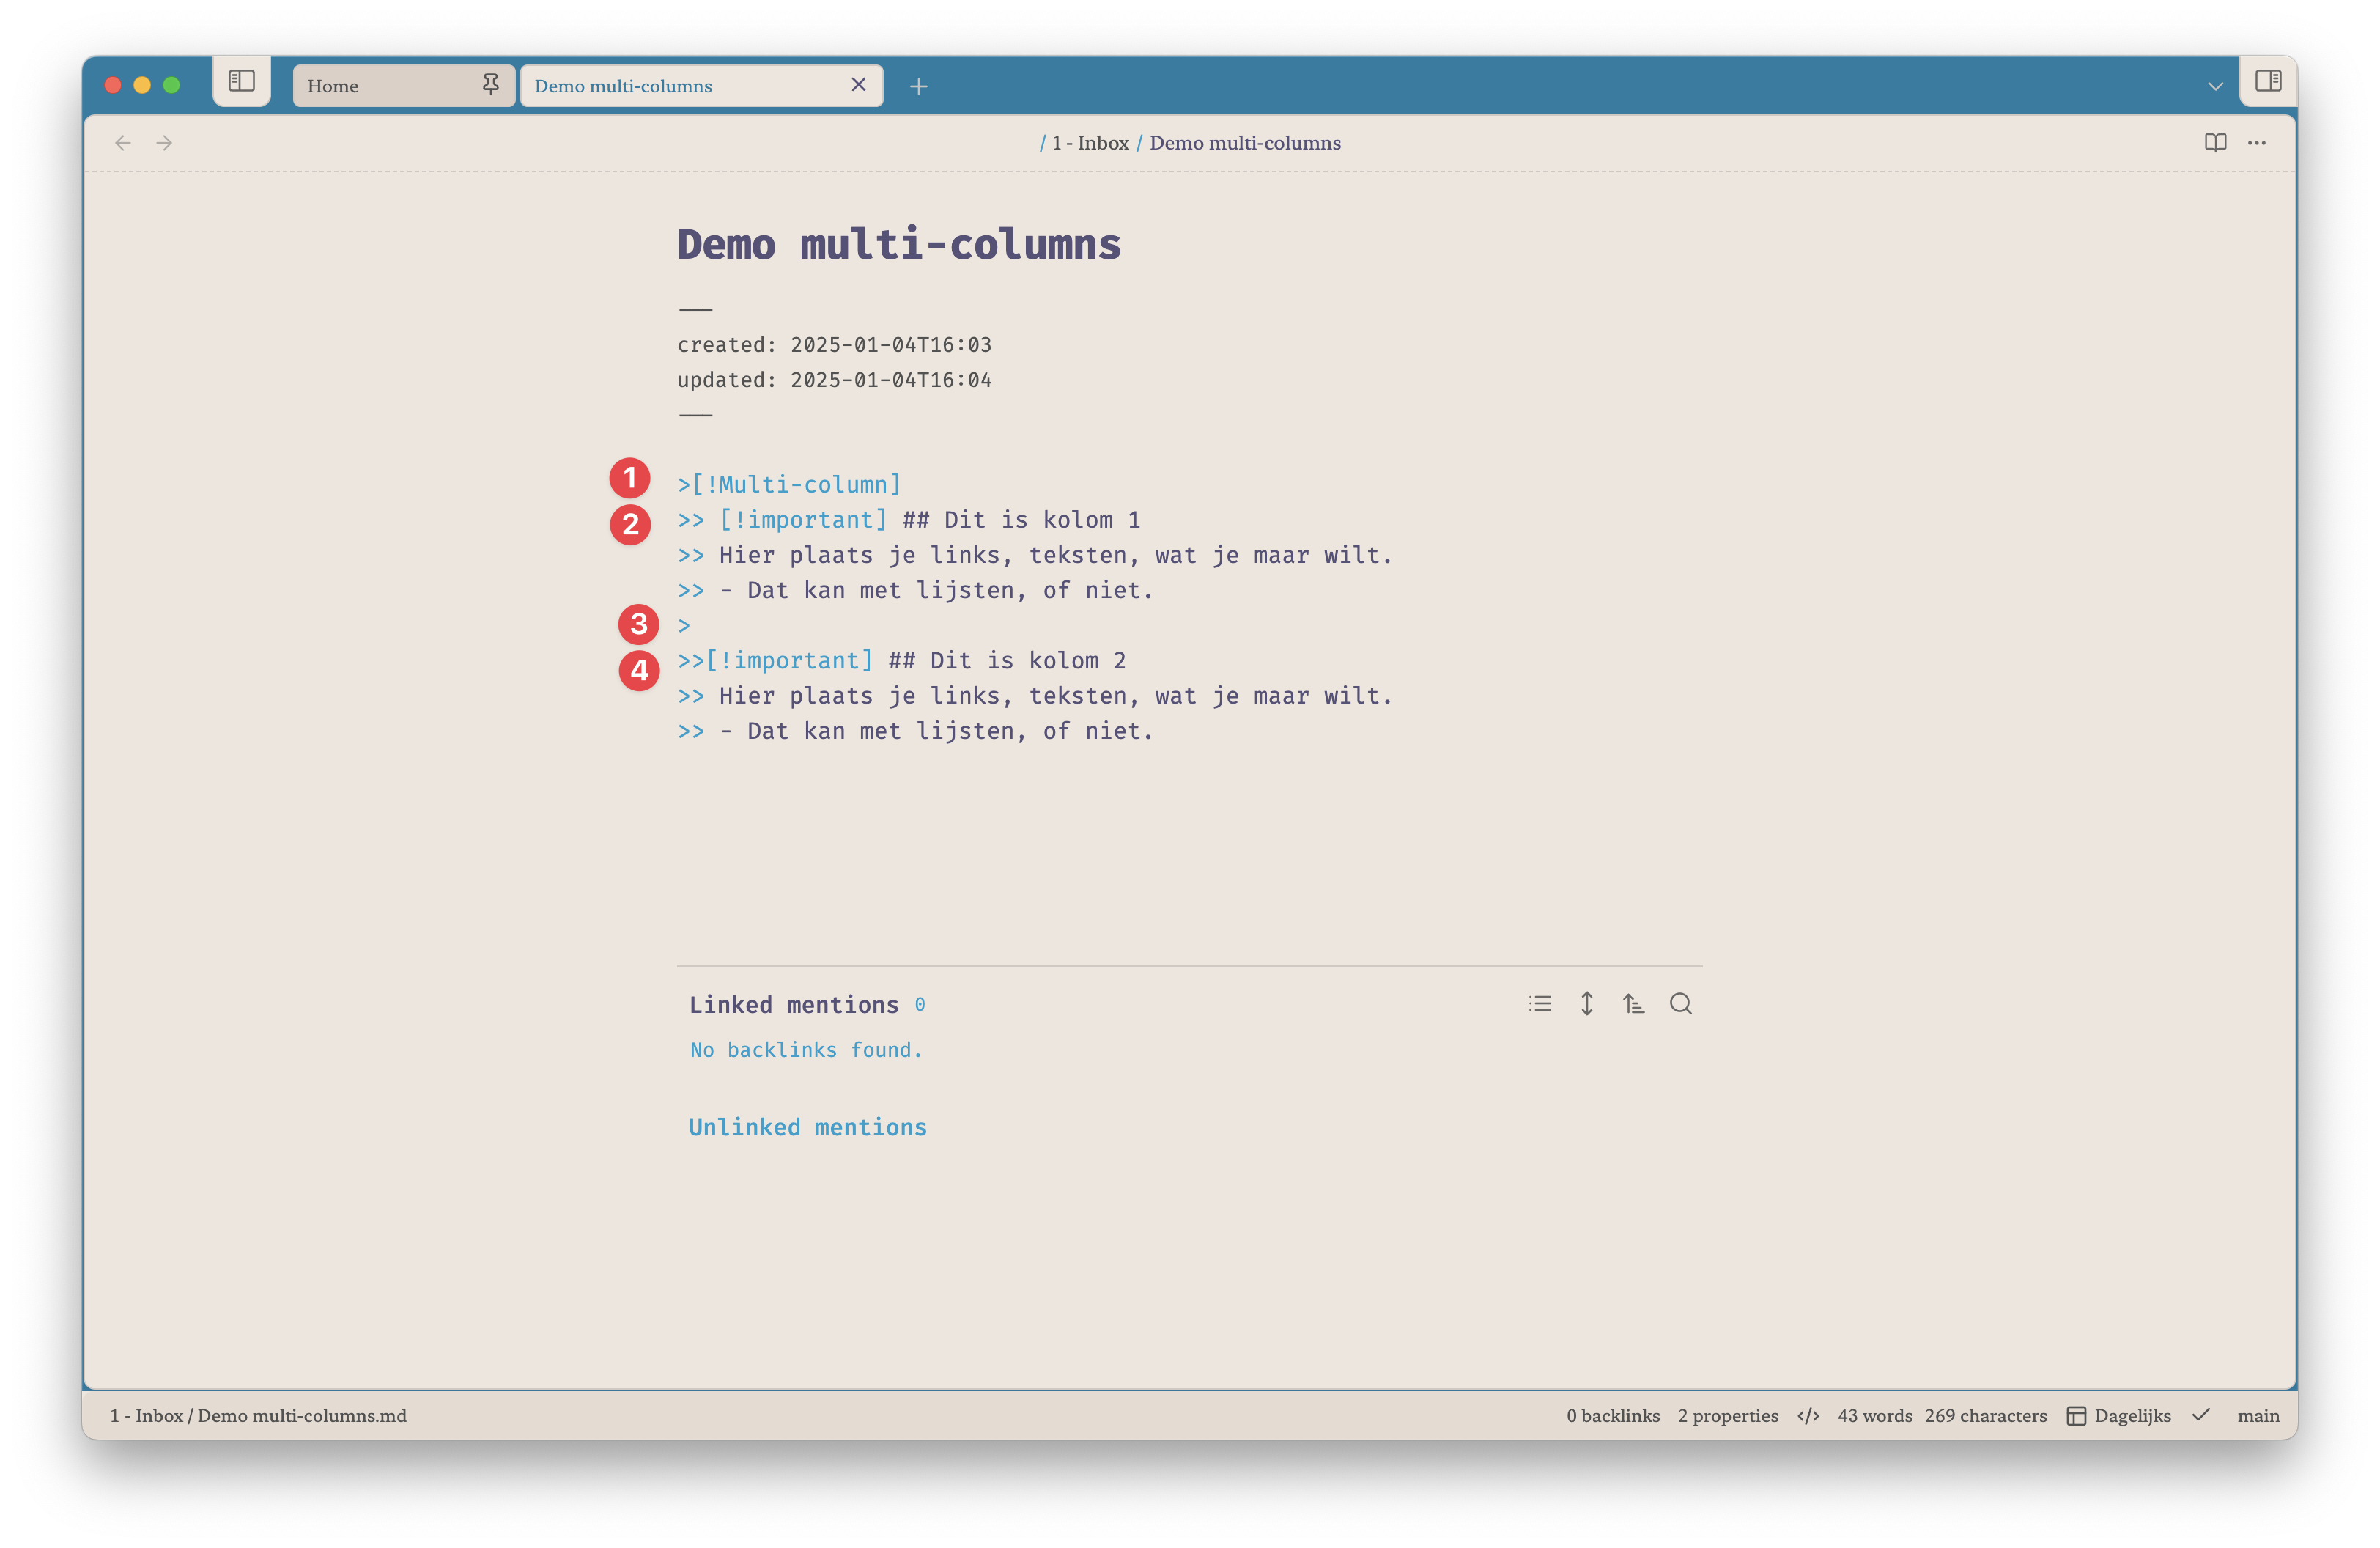 Home
Demo multi-columns
/ 1 - Inbox / Demo multi-columns
Demo multi-columns
---
created: 2025-01-04T16:03
updated: 2025-01-04T16:04
---
1 >[!Multi-column]
2 >> [!important] ## Dit is kolom 1
>> Hier plaats je links, teksten, wat je maar wilt.
>> - Dat kan met lijsten, of niet.
3 >
4 >>[!important] ## Dit is kolom 2
>> Hier plaats je links, teksten, wat je maar wilt.
>> - Dat kan met lijsten, of niet.
Linked mentions 0
No backlinks found.
Unlinked mentions
1 - Inbox / Demo multi-columns.md
0 backlinks 2 properties </> 43 words 269 characters Dagelijks main